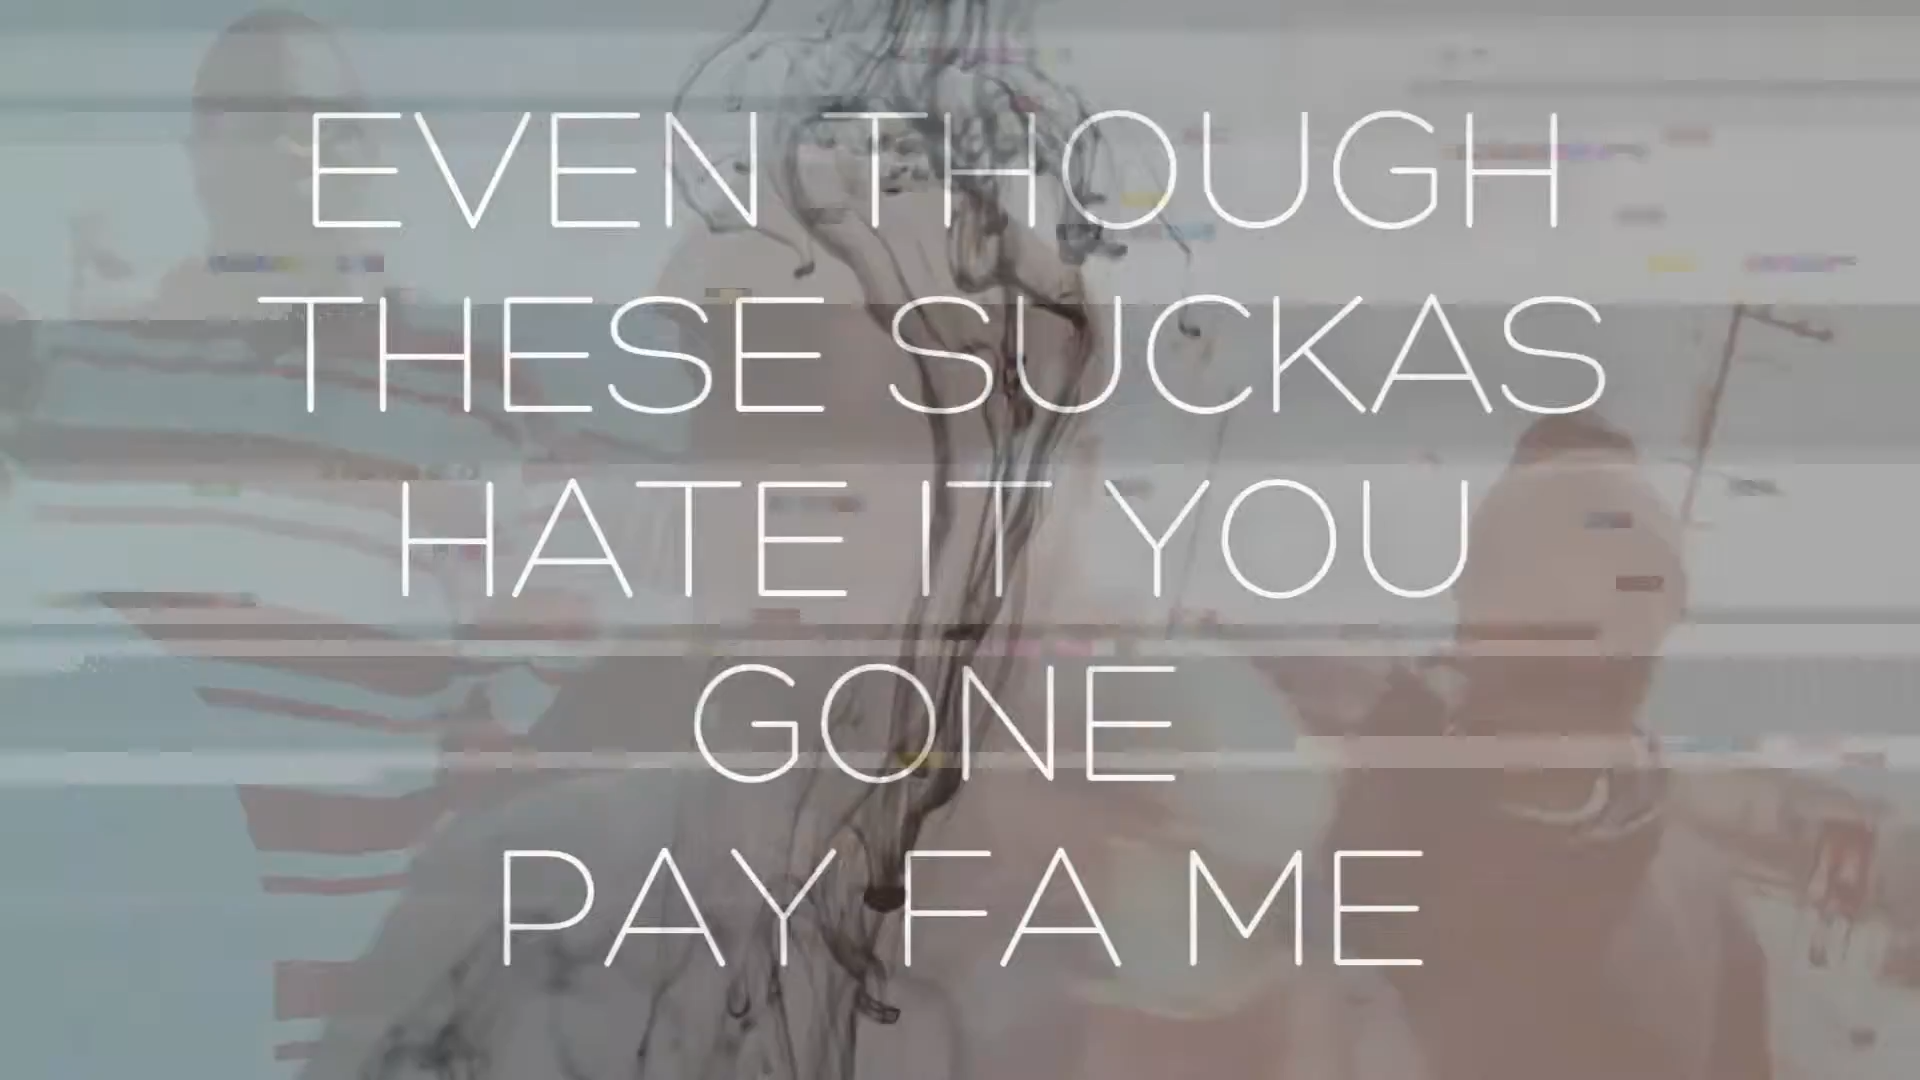 EVEN THOUGH
THESE SUCKAS
HATE IT YOU
GONE
PAY FA ME